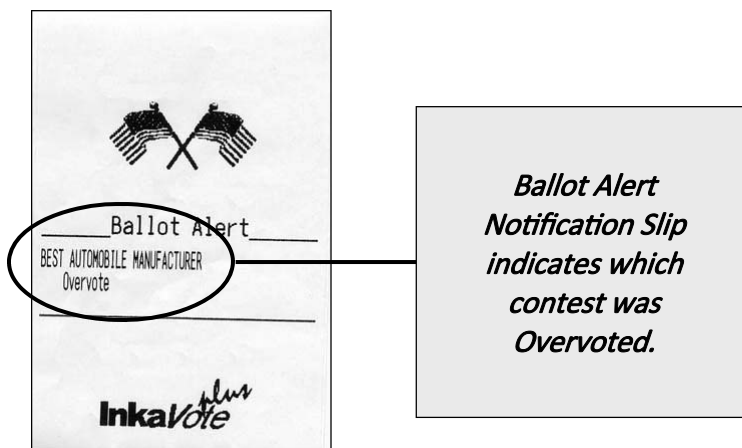 Ballot Alert
BEST AUTOMOBILE MANUFACTURER
Overvote
InkaVote plus
Ballot Alert
Notification Slip
indicates which
contest was
Overvoted.